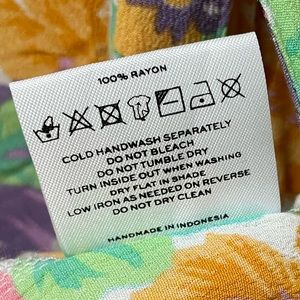 100% RAYON
COLD HANDWASH SEPARATELY
DO NOT BLEACH
DO NOT TUMBLE DRY
TURN INSIDE OUT WHEN WASHING
DRY FLAT IN SHADE
LOW IRON AS NEEDED ON REVERSE
DO NOT DRY CLEAN
HANDMADE IN INDONESIA